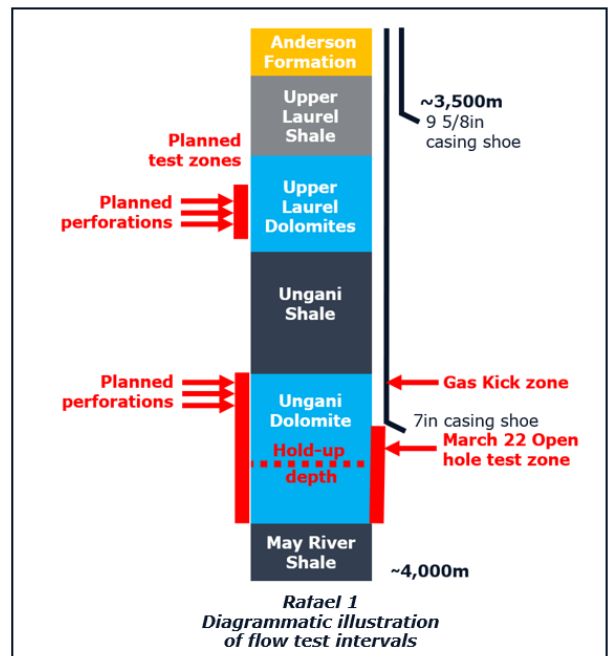 Anderson
Formation
Upper
Laurel
Shale
~3,500m
9 5/8in
casing shoe
Planned
test zones
Planned
perforations
Upper
Laurel
Dolomites
Ungani
Shale
Planned
perforations
Ungani
Dolomite
Gas Kick zone
7in casing shoe
March 22 Open
hole test zone
Hold-up
depth
May River
Shale
~4,000m
Rafael 1
Diagrammatic illustration
of flow test intervals